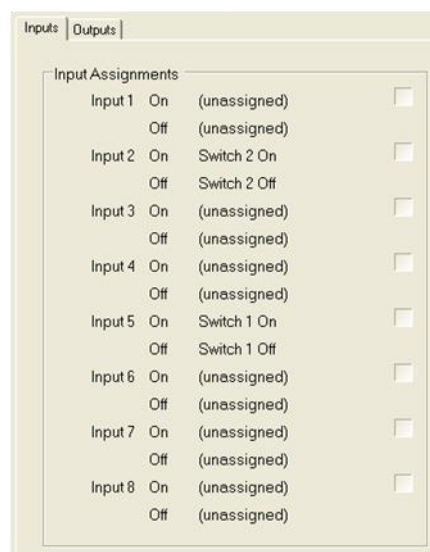 Inputs Outputs
Input Assignments
Input 1 On (unassigned)
Off (unassigned)
Input 2 On Switch 2 On
Off Switch 2 Off
Input 3 On (unassigned)
Off (unassigned)
Input 4 On (unassigned)
Off (unassigned)
Input 5 On Switch 1 On
Off Switch 1 Off
Input 6 On (unassigned)
Off (unassigned)
Input 7 On (unassigned)
Off (unassigned)
Input 8 On (unassigned)
Off (unassigned)